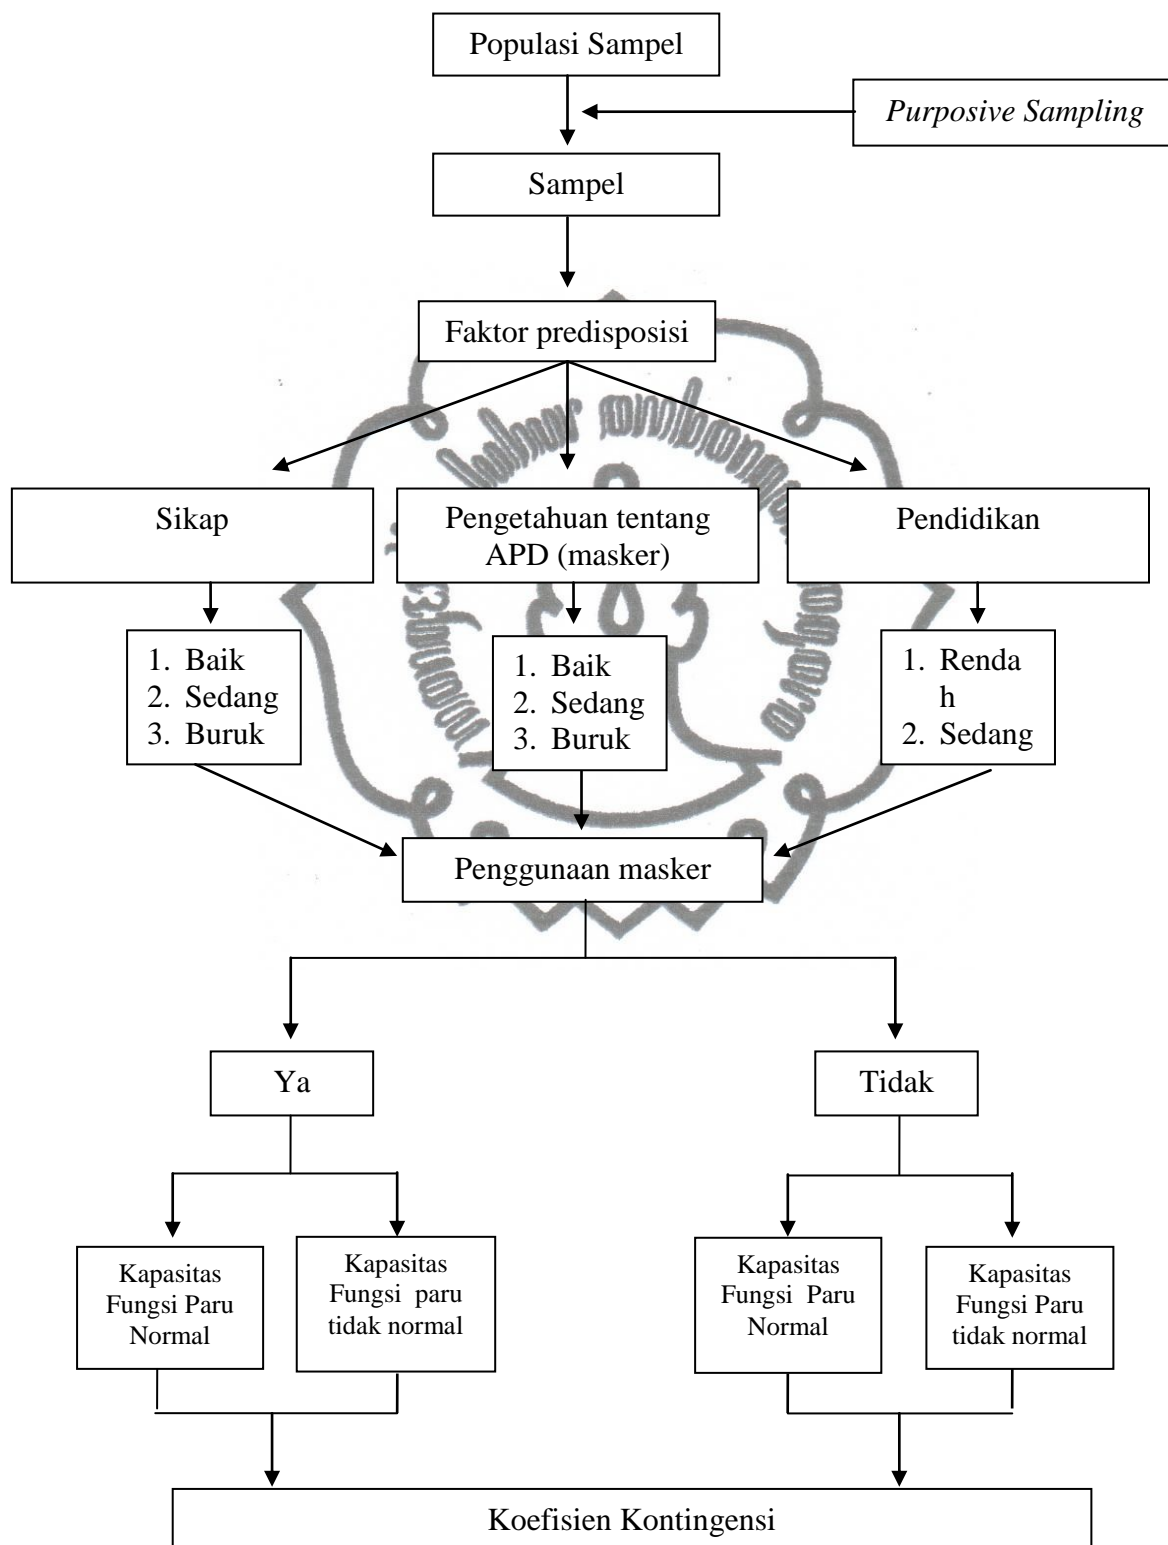 Populasi Sampel
Purposive Sampling
Sampel
Faktor predisposisi
Sikap
Pengetahuan tentang
APD (masker)
Pendidikan
1. Baik
2. Sedang
3. Buruk
1. Baik
2. Sedang
3. Buruk
1. Renda
h
2. Sedang
Penggunaan masker
Ya
Tidak
Kapasitas
Fungsi Paru
Normal
Kapasitas
Fungsi paru
tidak normal
Kapasitas
Fungsi Paru
Normal
Kapasitas
Fungsi Paru
tidak normal
Koefisien Kontingensi